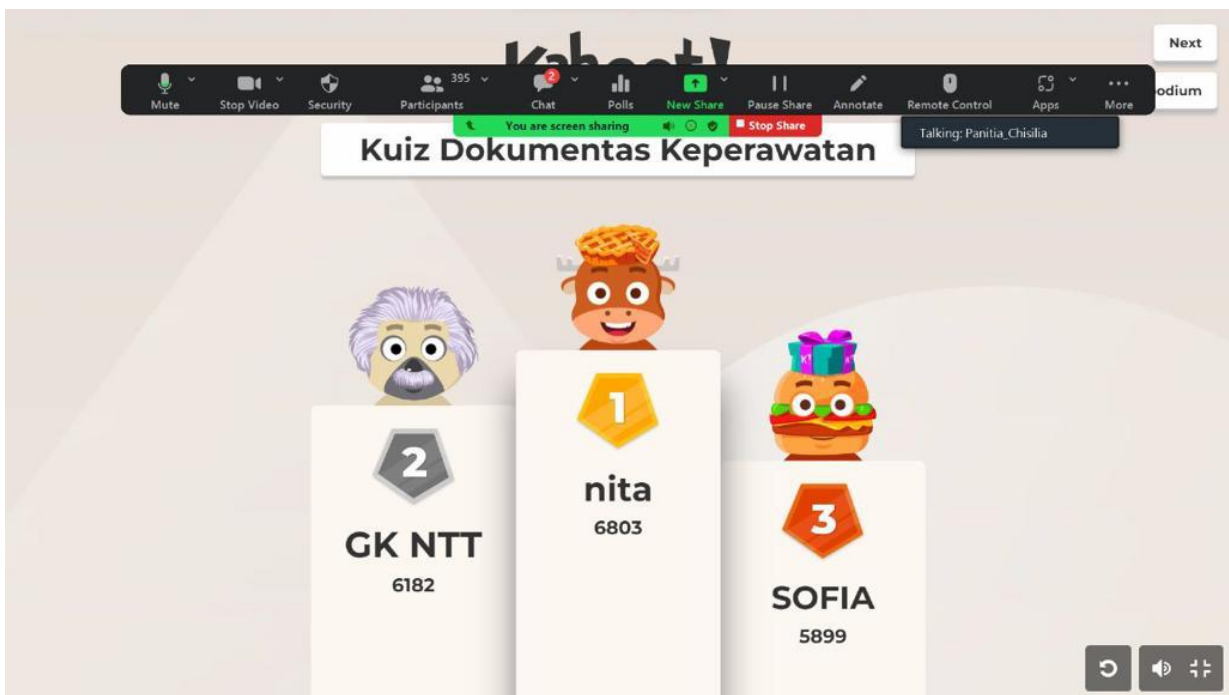 Kahoot!
Next
395
2
Mute
Stop Video
Security
Participants
Chat
Polls
New Share
Pause Share
Annotate
Remote Control
Apps
More
odium
You are screen sharing
Stop Share
Talking: Panitia_Chisilia
Kuiz Dokumentas Keperawatan
1
nita
6803
2
GK NTT
6182
3
SOFIA
5899